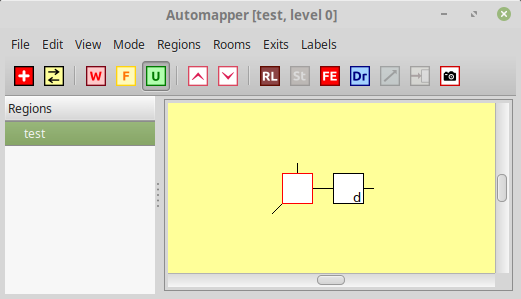 Automapper [test, level 0]
File Edit View Mode Regions Rooms Exits Labels
W F U RL St FE Dr
Regions
test
d